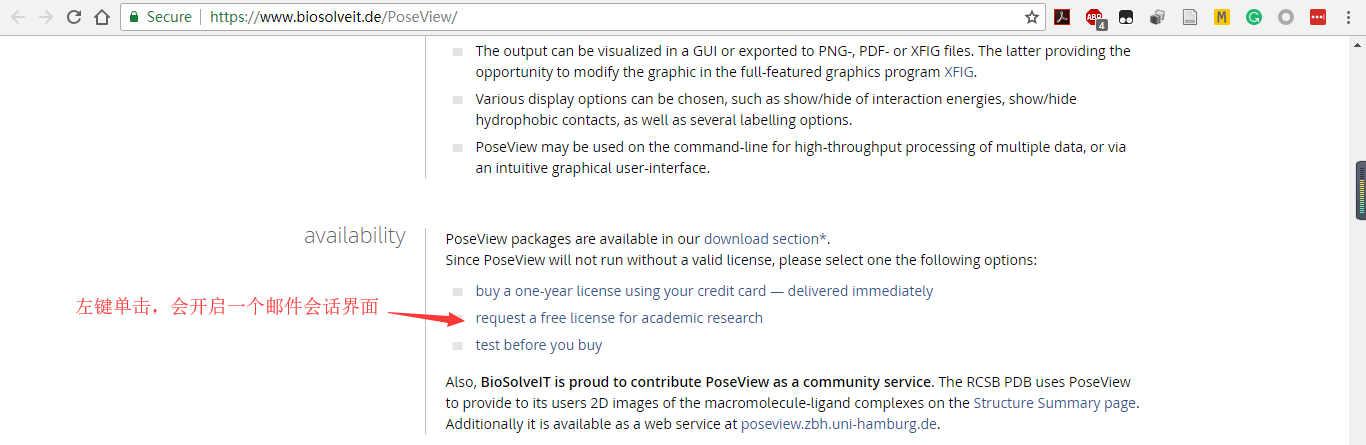 Secure
https://www.biosolveit.de/PoseView/
ABP
4
M
G
The output can be visualized in a GUI or exported to PNG-, PDF- or XFIG files. The latter providing the
opportunity to modify the graphic in the full-featured graphics program XFIG.
Various display options can be chosen, such as show/hide of interaction energies, show/hide
hydrophobic contacts, as well as several labelling options.
PoseView may be used on the command-line for high-throughput processing of multiple data, or via
an intuitive graphical user-interface.
availability
PoseView packages are available in our download section*.
Since PoseView will not run without a valid license, please select one the following options:
buy a one-year license using your credit card — delivered immediately
左键单击，会开启一个邮件会话界面
request a free license for academic research
test before you buy
Also, BioSolveIT is proud to contribute PoseView as a community service. The RCSB PDB uses PoseView
to provide to its users 2D images of the macromolecule-ligand complexes on the Structure Summary page.
Additionally it is available as a web service at poseview.zbh.uni-hamburg.de.